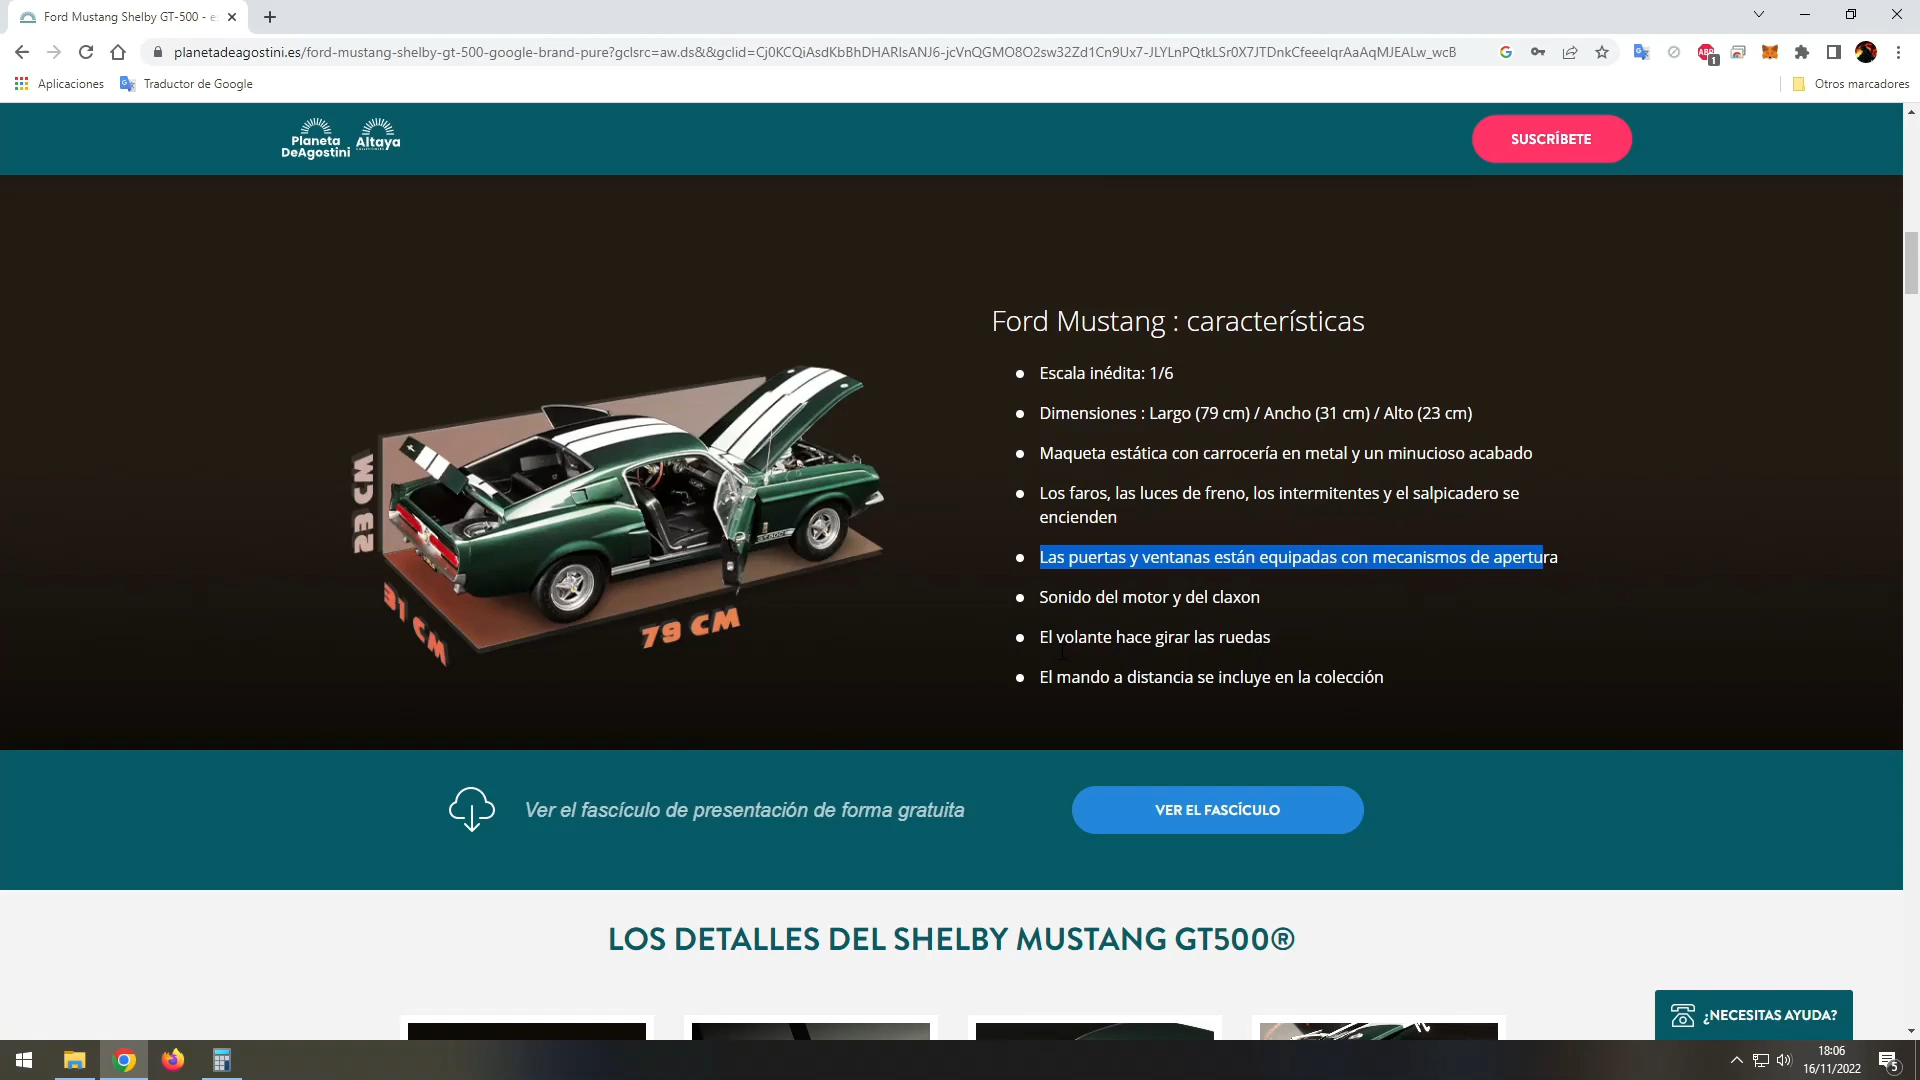 Ford Mustang Shelby GT-500 - es
planetadeagostini.es/ford-mustang-shelby-gt-500-google-brand-pure?gclsrc=aw.ds&&gclid=Cj0KCQiAsdKbBhDHARIsANJ6-jcVnQGMO8O2sw32Zd1Cn9Ux7-JLYLnPQtkLSr0X7JTDnkCfeeeIqrAaAqMJEALw_wcB
ABP
1
Aplicaciones
Traductor de Google
Otros marcadores
Planeta
DeAgostini
Altaya
SUSCRÍBETE
Ford Mustang : características
Escala inédita: 1/6
Dimensiones : Largo (79 cm) / Ancho (31 cm) / Alto (23 cm)
Maqueta estática con carrocería en metal y un minucioso acabado
Los faros, las luces de freno, los intermitentes y el salpicadero se
encienden
Las puertas y ventanas están equipadas con mecanismos de apertura
Sonido del motor y del claxon
El volante hace girar las ruedas
El mando a distancia se incluye en la colección
23 CM
31 CM
79 CM
Ver el fascículo de presentación de forma gratuita
VER EL FASCÍCULO
LOS DETALLES DEL SHELBY MUSTANG GT500®
¿NECESITAS AYUDA?
18:06
16/11/2022
5